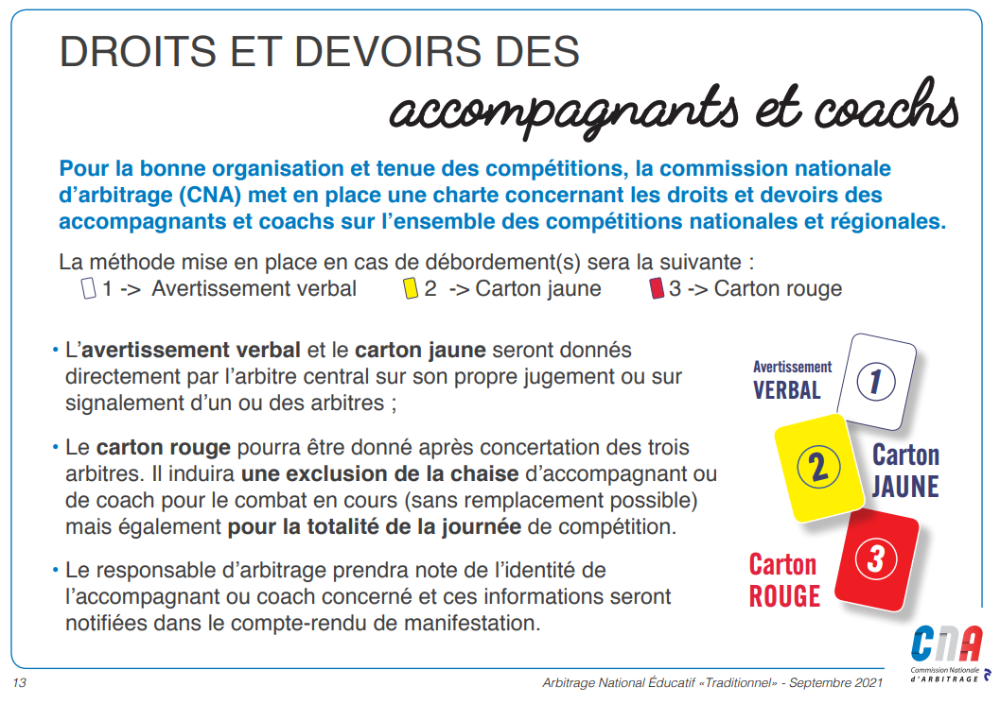 DROITS ET DEVOIRS DES
accompagnants et coachs
Pour la bonne organisation et tenue des compétitions, la commission nationale
d'arbitrage (CNA) met en place une charte concernant les droits et devoirs des
accompagnants et coachs sur l'ensemble des compétitions nationales et régionales.
La méthode mise en place en cas de débordement(s) sera la suivante :
1 -> Avertissement verbal 2 -> Carton jaune 3 -> Carton rouge
• L'avertissement verbal et le carton jaune seront donnés
directement par l'arbitre central sur son propre jugement ou sur
signalement d'un ou des arbitres ;
• Le carton rouge pourra être donné après concertation des trois
arbitres. Il induira une exclusion de la chaise d'accompagnant ou
de coach pour le combat en cours (sans remplacement possible)
mais également pour la totalité de la journée de compétition.
• Le responsable d'arbitrage prendra note de l'identité de
l'accompagnant ou coach concerné et ces informations seront
notifiées dans le compte-rendu de manifestation.
Avertissement
VERBAL
1
2
Carton
JAUNE
Carton
ROUGE
3
CNA
Commission Nationale
d'ARBITRAGE
13
Arbitrage National Éducatif «Traditionnel» - Septembre 2021